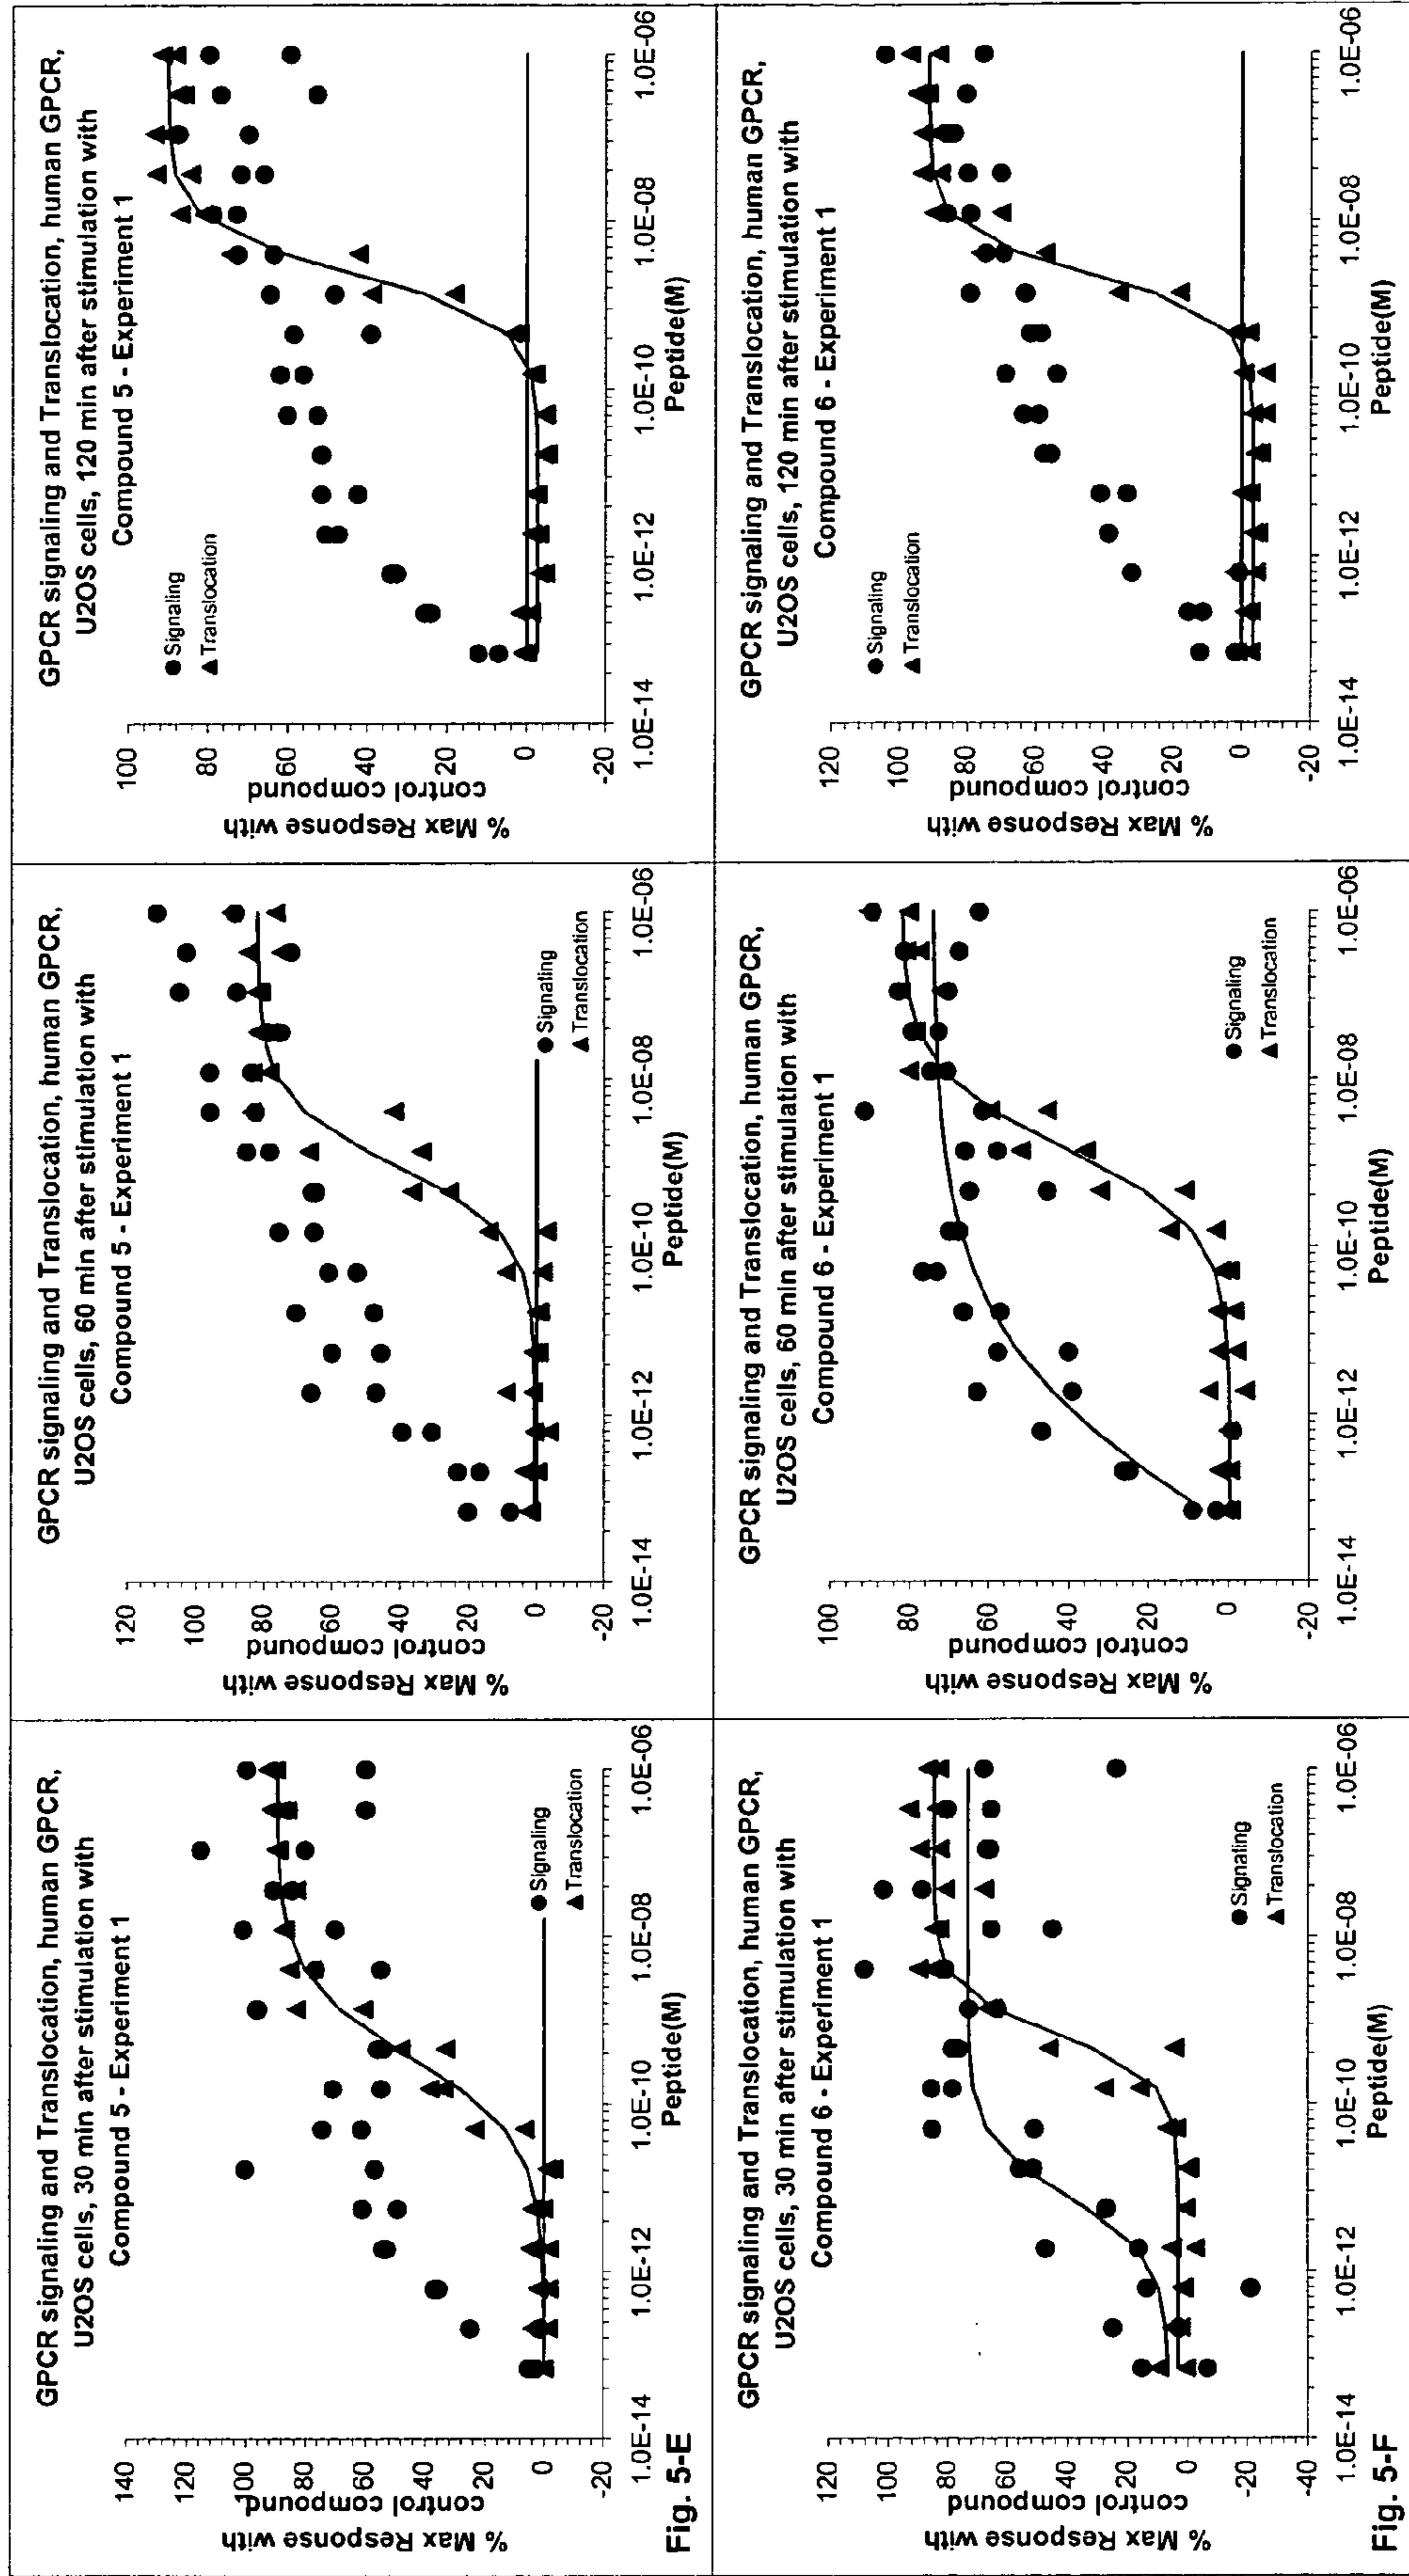 GPCR signaling and Translocation, human GPCR,
U2OS cells, 30 min after stimulation with
Compound 5 - Experiment 1
% Max Response with
control compound
140
120
100
80
60
40
20
0
-20
Signaling
Translocation
1.0E-14
1.0E-12
1.0E-10
1.0E-08
1.0E-06
Peptide(M)
Fig. 5-E
GPCR signaling and Translocation, human GPCR,
U2OS cells, 60 min after stimulation with
Compound 5 - Experiment 1
% Max Response with
control compound
120
100
80
60
40
20
0
-20
Signaling
Translocation
1.0E-14
1.0E-12
1.0E-10
1.0E-08
1.0E-06
Peptide(M)
GPCR signaling and Translocation, human GPCR,
U2OS cells, 120 min after stimulation with
Compound 5 - Experiment 1
% Max Response with
control compound
100
80
60
40
20
0
-20
Signaling
Translocation
1.0E-14
1.0E-12
1.0E-10
1.0E-08
1.0E-06
Peptide(M)
GPCR signaling and Translocation, human GPCR,
U2OS cells, 30 min after stimulation with
Compound 6 - Experiment 1
% Max Response with
control compound
120
100
80
60
40
20
0
-20
-40
Signaling
Translocation
1.0E-14
1.0E-12
1.0E-10
1.0E-08
1.0E-06
Peptide(M)
Fig. 5-F
GPCR signaling and Translocation, human GPCR,
U2OS cells, 60 min after stimulation with
Compound 6 - Experiment 1
% Max Response with
control compound
100
80
60
40
20
0
-20
Signaling
Translocation
1.0E-14
1.0E-12
1.0E-10
1.0E-08
1.0E-06
Peptide(M)
GPCR signaling and Translocation, human GPCR,
U2OS cells, 120 min after stimulation with
Compound 6 - Experiment 1
% Max Response with
control compound
120
100
80
60
40
20
0
-20
Signaling
Translocation
1.0E-14
1.0E-12
1.0E-10
1.0E-08
1.0E-06
Peptide(M)